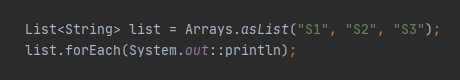 List<String> list = Arrays.asList("S1", "S2", "S3");
list.forEach(System.out::println);